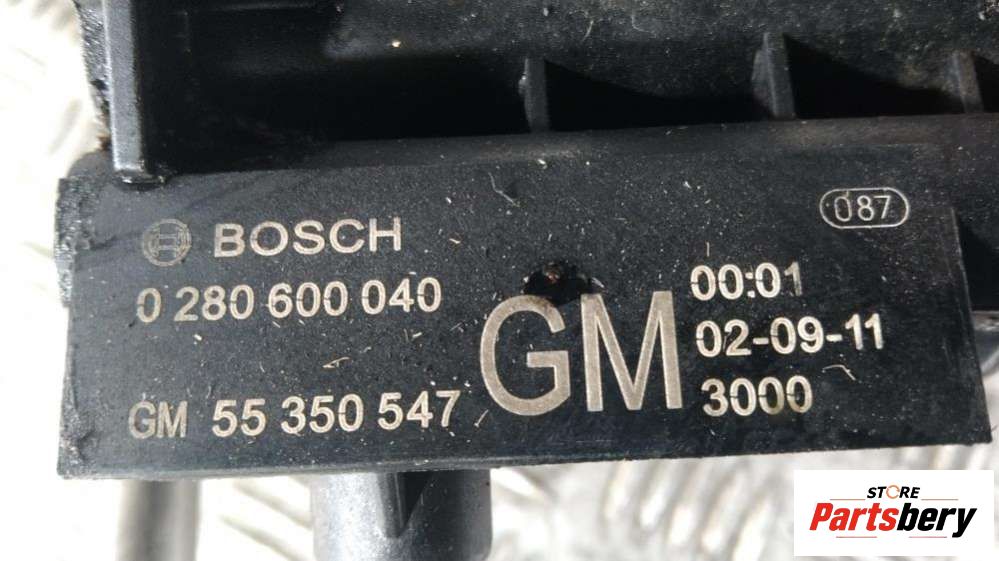 087
BOSCH
0 280 600 040
GM
00:01
02-09-11
3000
GM 55 350 547
STORE
Partsbery